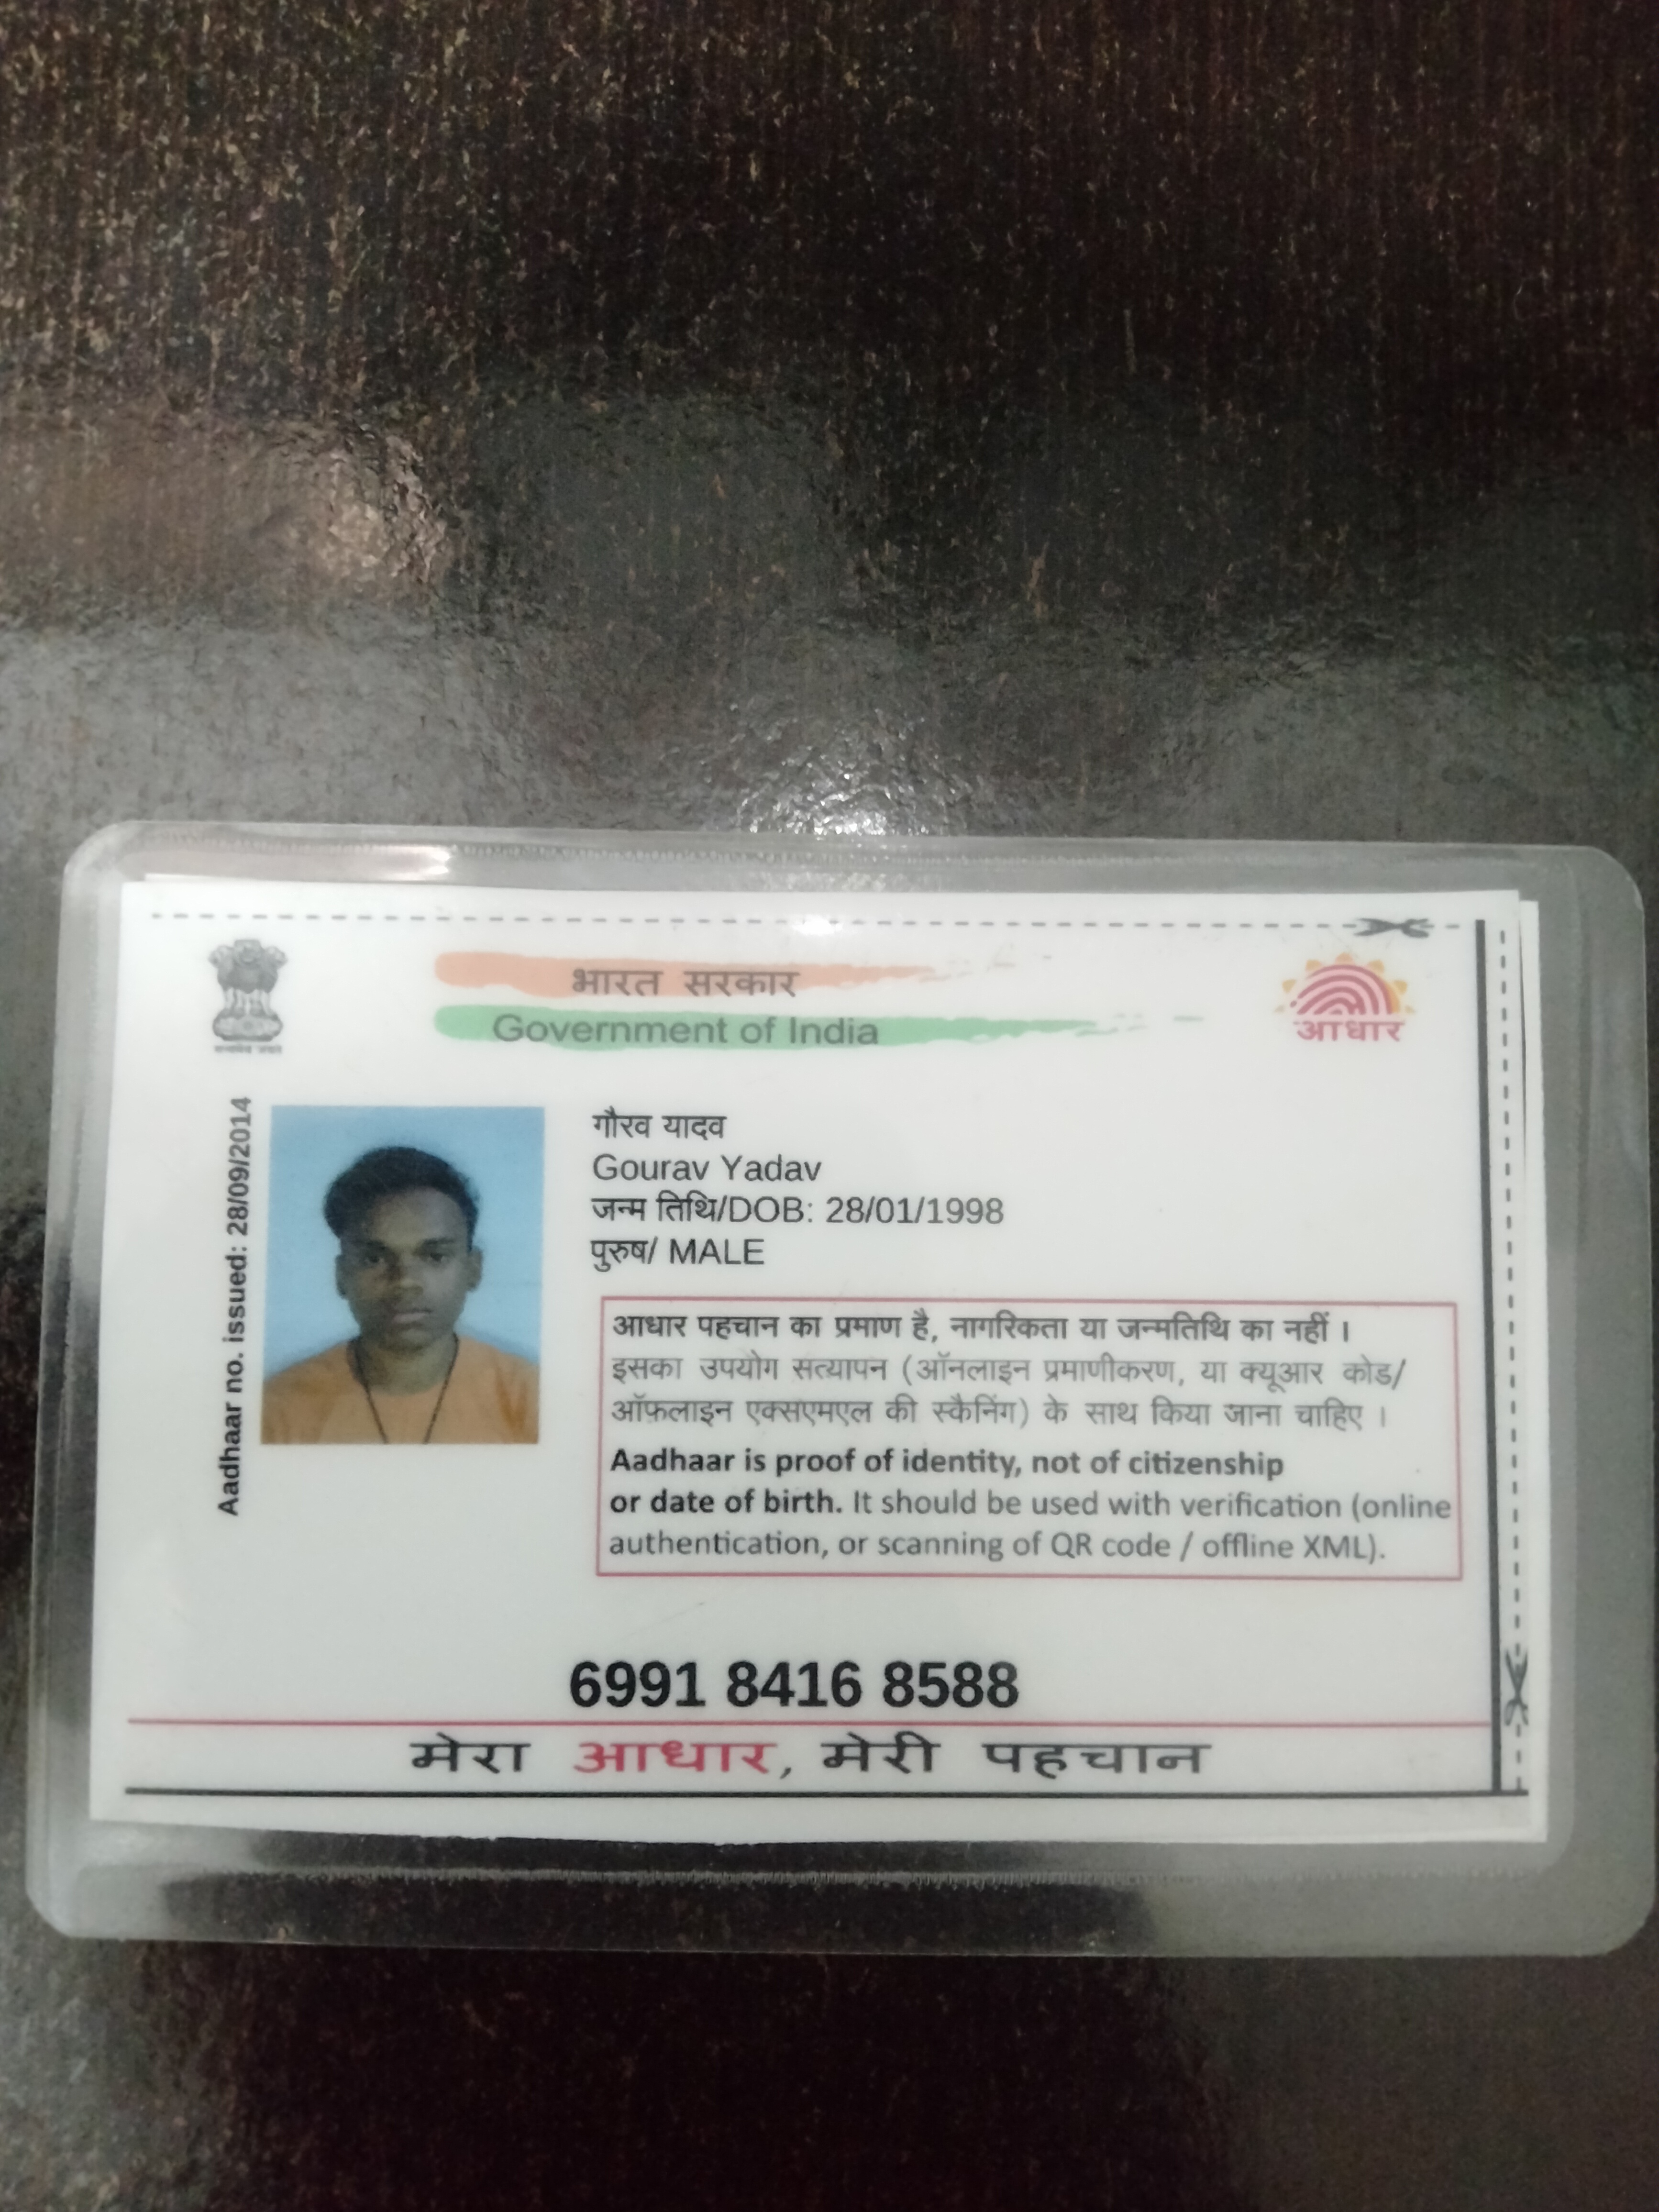 भारत सरकार
Government of India
आधार
Aadhaar no. issued: 28/09/2014
गौरव यादव
Gourav Yadav
जन्म तिथि/DOB: 28/01/1998
पुरुष/ MALE
आधार पहचान का प्रमाण है, नागरिकता या जन्मतिथि का नहीं ।
इसका उपयोग सत्यापन (ऑनलाइन प्रमाणीकरण, या क्यूआर कोड/
ऑफ़लाइन एक्सएमएल की स्कैनिंग) के साथ किया जाना चाहिए ।
Aadhaar is proof of identity, not of citizenship
or date of birth. It should be used with verification (online
authentication, or scanning of QR code / offline XML).
6991 8416 8588
मेरा आधार, मेरी पहचान